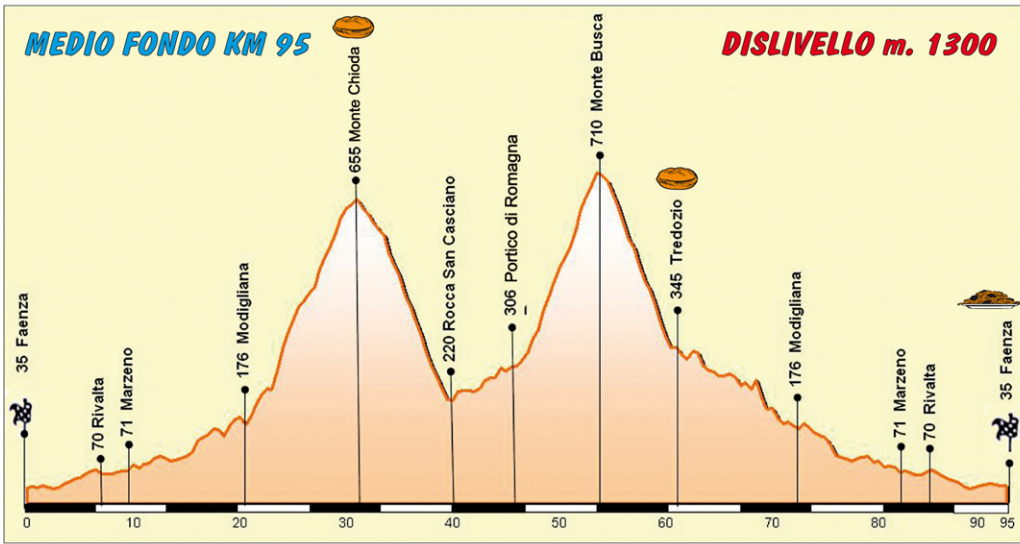 MEDIO FONDO KM 95
DISLIVELLO m. 1300
35 Faenza
70 Rivalta
71 Marzeno
176 Modigliana
655 Monte Chioda
220 Rocca San Casciano
306 Portico di Romagna
710 Monte Busca
345 Tredozio
176 Modigliana
71 Marzeno
70 Rivalta
35 Faenza
0 10 20 30 40 50 60 70 80 90 95